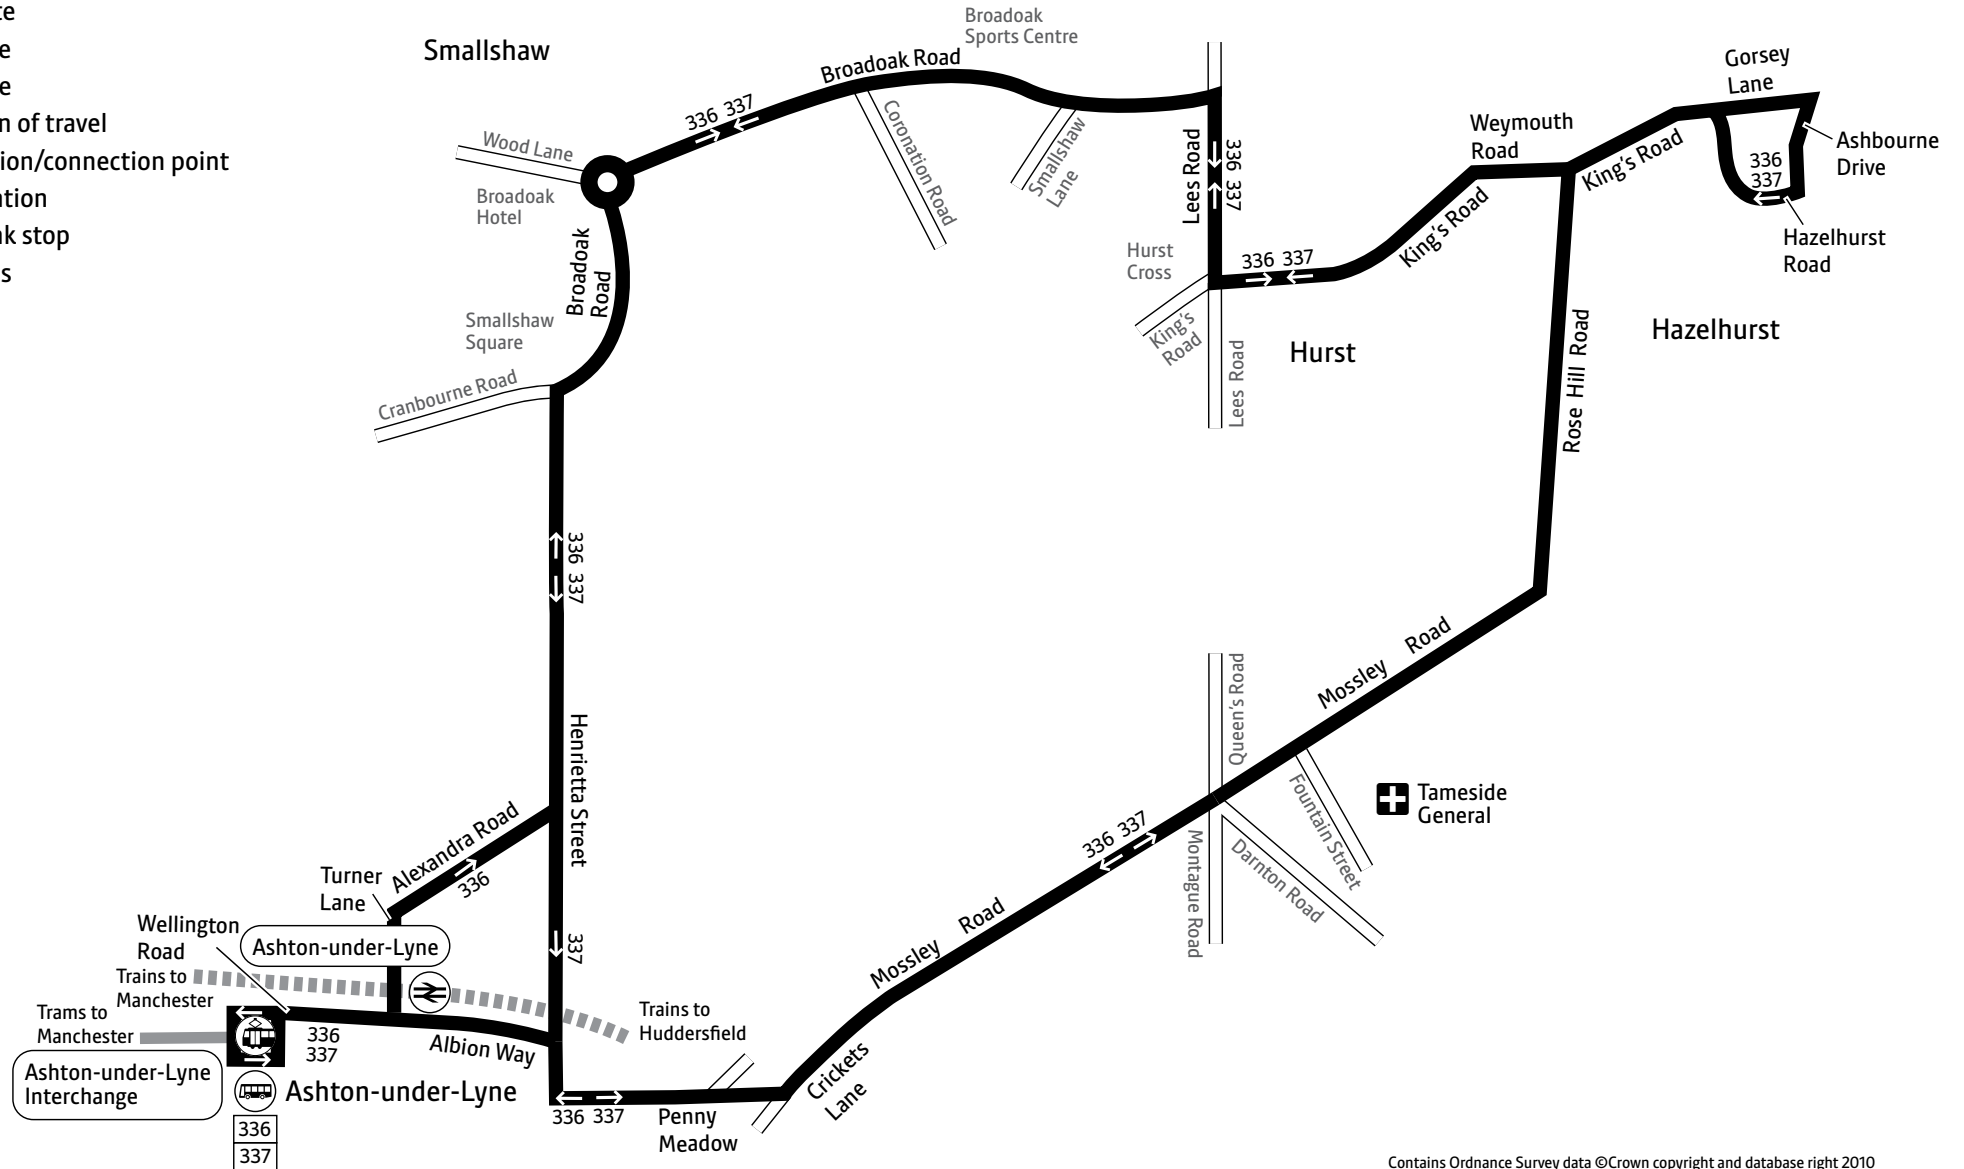 n of travel
ion/connection point
Smallshaw
Broadoak
Sports Centre
Broadoak Road
336 337
Wood Lane
Broadoak
Hotel
Coronation Road
Smallshaw
Lane
Lees Road
336 337
Gorsey
Lane
Weymouth
Road
King's Road
Ashbourne
Drive
336
337
Hazelhurst
Road
Hazelhurst
Hurst
Cross
336 337
King's Road
King's
Road
Lees Road
Hurst
Rose Hill Road
Broadoak
Road
Smallshaw
Square
Cranbourne Road
336 337
Henrietta Street
Queen's Road
Mossley Road
Fountain Street
Tameside
General
Darnton Road
Montague Road
336 337
Mossley Road
Alexandra Road
336
Turner
Lane
337
Wellington
Road
Ashton-under-Lyne
Trains to
Manchester
Trams to
Manchester
336
337
Albion Way
Trains to
Huddersfield
Ashton-under-Lyne
Interchange
Ashton-under-Lyne
336
337
336 337
Penny
Meadow
Crickets
Lane
Contains Ordnance Survey data ©Crown copyright and database right 2010